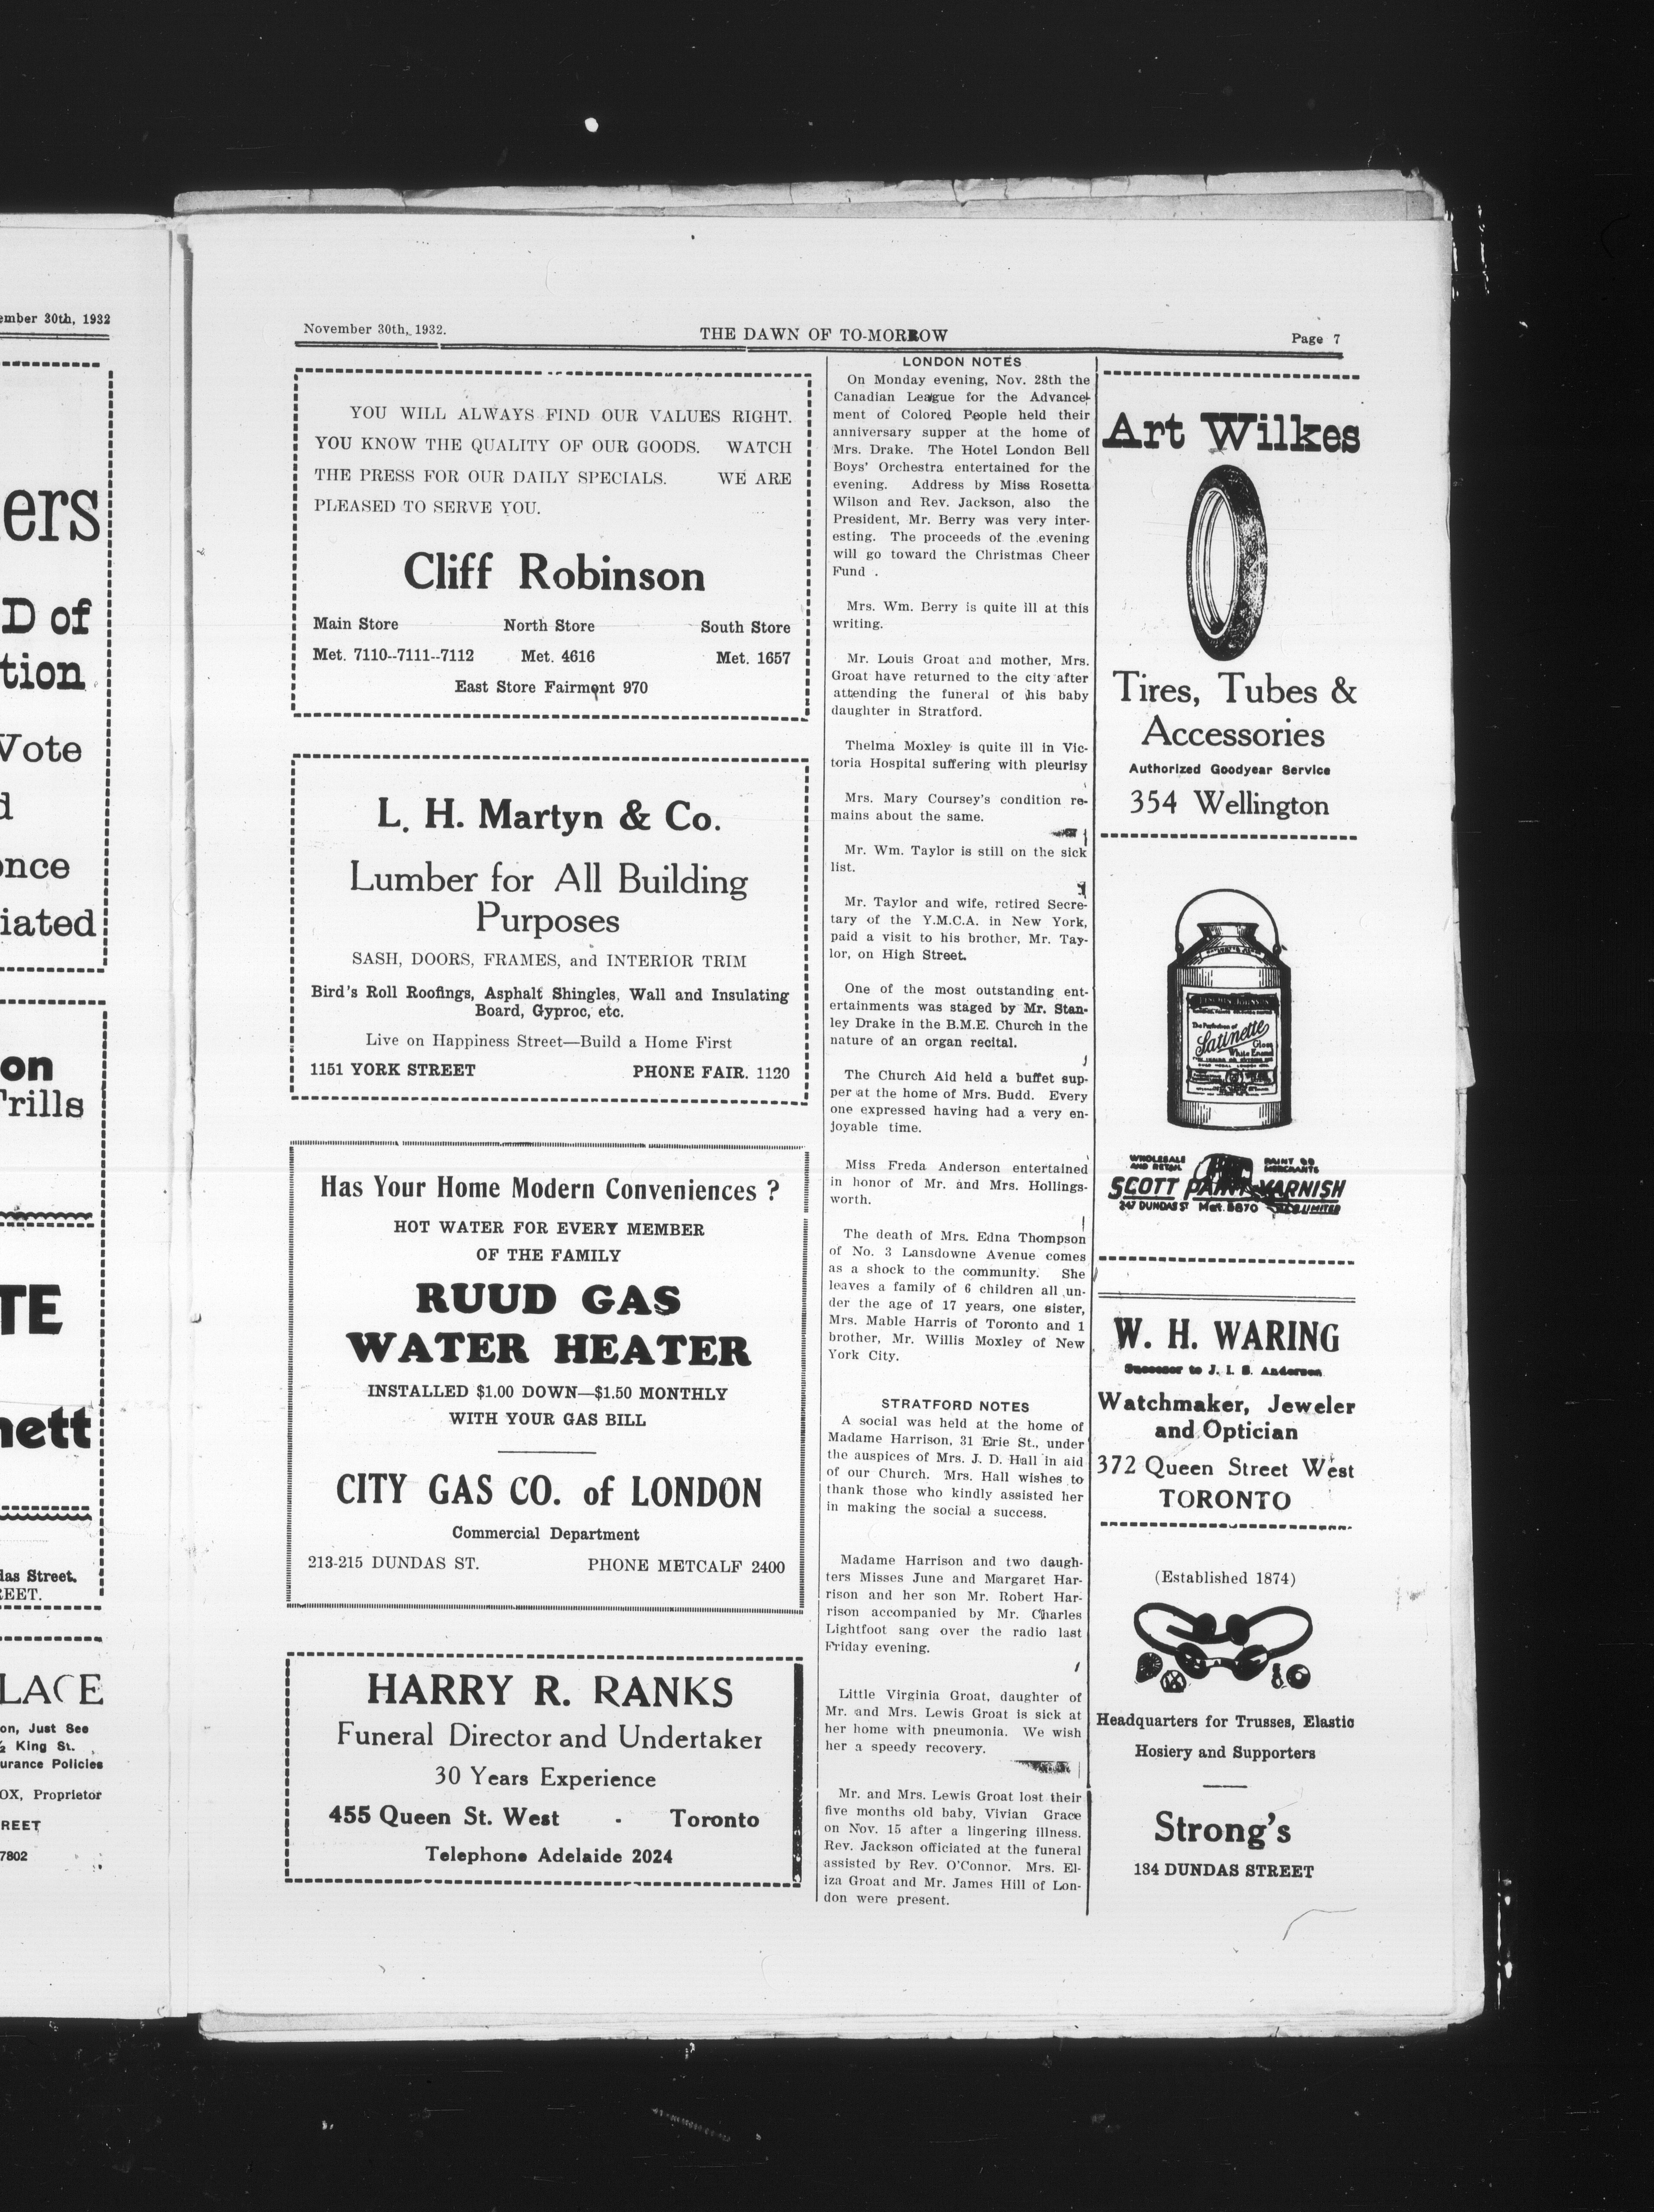 ember 30th, 1932
ers
D of
tion
Vote
d
once
iated
on
Frills
TE
nett
das Street.
REET.
LACE
on, Just See
½ King St.
urance Policies
OX, Proprietor
REET
7802
November 30th, 1932.
THE DAWN OF TO-MORROW
Page 7
YOU WILL ALWAYS FIND OUR VALUES RIGHT.
YOU KNOW THE QUALITY OF OUR GOODS. WATCH
THE PRESS FOR OUR DAILY SPECIALS. WE ARE
PLEASED TO SERVE YOU.
Cliff Robinson
Main Store North Store South Store
Met. 7110--7111--7112 Met. 4616 Met. 1657
East Store Fairmont 970
L. H. Martyn & Co.
Lumber for All Building
Purposes
SASH, DOORS, FRAMES, and INTERIOR TRIM
Bird's Roll Roofings, Asphalt Shingles, Wall and Insulating
Board, Gyproc, etc.
Live on Happiness Street—Build a Home First
1151 YORK STREET PHONE FAIR. 1120
Has Your Home Modern Conveniences ?
HOT WATER FOR EVERY MEMBER
OF THE FAMILY
RUUD GAS
WATER HEATER
INSTALLED $1.00 DOWN—$1.50 MONTHLY
WITH YOUR GAS BILL
CITY GAS CO. of LONDON
Commercial Department
213-215 DUNDAS ST. PHONE METCALF 2400
HARRY R. RANKS
Funeral Director and Undertaker
30 Years Experience
455 Queen St. West - Toronto
Telephone Adelaide 2024
LONDON NOTES
On Monday evening, Nov. 28th the
Canadian League for the Advance-
ment of Colored People held their
anniversary supper at the home of
Mrs. Drake. The Hotel London Bell
Boys' Orchestra entertained for the
evening. Address by Miss Rosetta
Wilson and Rev. Jackson, also the
President, Mr. Berry was very inter-
esting. The proceeds of the evening
will go toward the Christmas Cheer
Fund .
Mrs. Wm. Berry is quite ill at this
writing.
Mr. Louis Groat and mother, Mrs.
Groat have returned to the city after
attending the funeral of his baby
daughter in Stratford.
Thelma Moxley is quite ill in Vic-
toria Hospital suffering with pleurisy
Mrs. Mary Coursey's condition re-
mains about the same.
Mr. Wm. Taylor is still on the sick
list.
Mr. Taylor and wife, retired Secre-
tary of the Y.M.C.A. in New York,
paid a visit to his brother, Mr. Tay-
lor, on High Street.
One of the most outstanding ent-
ertainments was staged by Mr. Stan-
ley Drake in the B.M.E. Church in the
nature of an organ recital.
The Church Aid held a buffet sup-
per at the home of Mrs. Budd. Every
one expressed having had a very en-
joyable time.
Miss Freda Anderson entertained
in honor of Mr. and Mrs. Hollings-
worth.
The death of Mrs. Edna Thompson
of No. 3 Lansdowne Avenue comes
as a shock to the community. She
leaves a family of 6 children all un-
der the age of 17 years, one sister,
Mrs. Mable Harris of Toronto and 1
brother, Mr. Willis Moxley of New
York City.
STRATFORD NOTES
A social was held at the home of
Madame Harrison, 31 Erie St., under
the auspices of Mrs. J. D. Hall in aid
of our Church. Mrs. Hall wishes to
thank those who kindly assisted her
in making the social a success.
Madame Harrison and two daugh-
ters Misses June and Margaret Har-
rison and her son Mr. Robert Har-
rison accompanied by Mr. Charles
Lightfoot sang over the radio last
Friday evening.
Little Virginia Groat, daughter of
Mr. and Mrs. Lewis Groat is sick at
her home with pneumonia. We wish
her a speedy recovery.
Mr. and Mrs. Lewis Groat lost their
five months old baby, Vivian Grace
on Nov. 15 after a lingering illness.
Rev. Jackson officiated at the funeral
assisted by Rev. O'Connor. Mrs. El-
iza Groat and Mr. James Hill of Lon-
don were present.
Art Wilkes
Tires, Tubes &
Accessories
Authorized Goodyear Service
354 Wellington
The Perfection of
Satinette
Gloss
White Enamel
WHOLESALE
AND RETAIL
PAINT
MERCHANTS
SCOTT PAINT VARNISH
247 DUNDAS ST Met. 5870 LIMITED
W. H. WARING
Successor to J. I. S. Anderson
Watchmaker, Jeweler
and Optician
372 Queen Street West
TORONTO
(Established 1874)
Headquarters for Trusses, Elastic
Hosiery and Supporters
Strong's
184 DUNDAS STREET